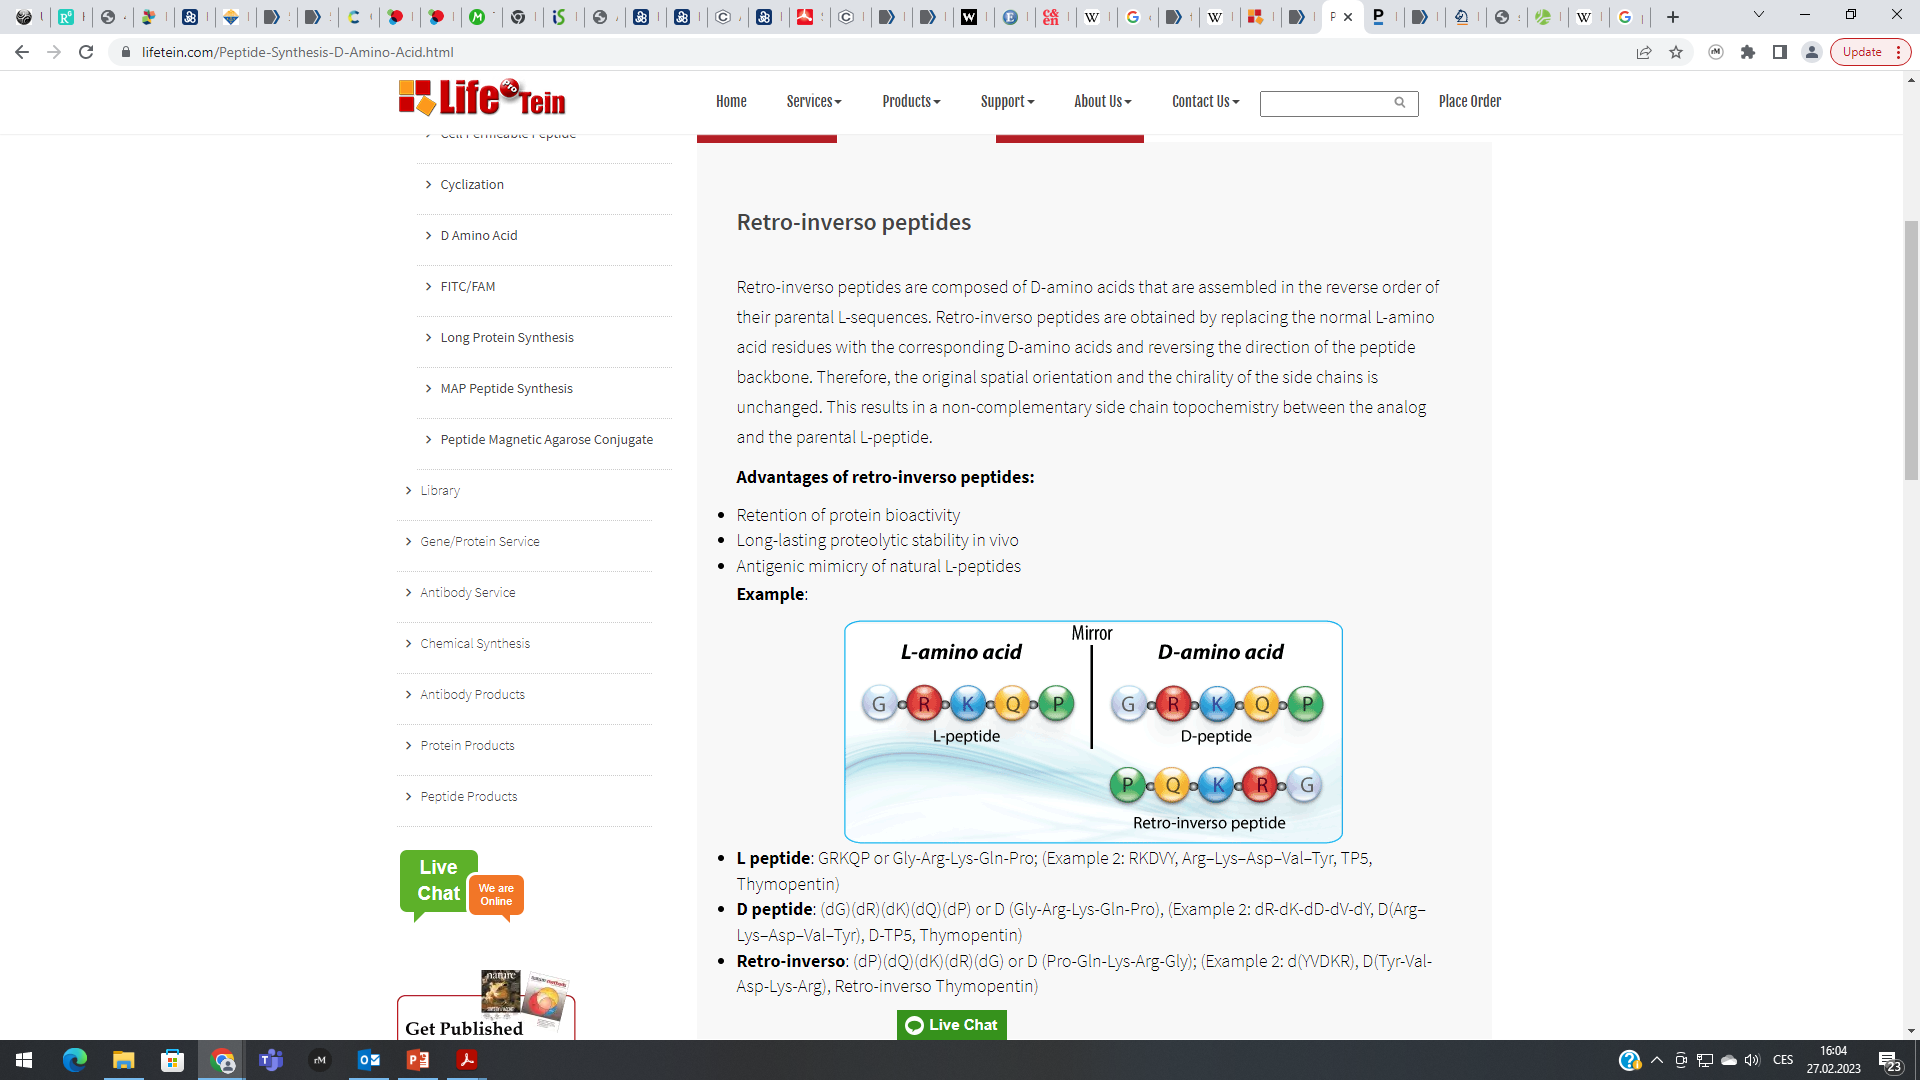 lifetein.com/Peptide-Synthesis-D-Amino-Acid.html
Update
LifeTein
Pro
Home
Services
Products
Support
About Us
Contact Us
Place Order
Cell Permeable Peptide
Cyclization
D Amino Acid
FITC/FAM
Long Protein Synthesis
MAP Peptide Synthesis
Peptide Magnetic Agarose Conjugate
Library
Gene/Protein Service
Antibody Service
Chemical Synthesis
Antibody Products
Protein Products
Peptide Products
Live
Chat
We are
Online
nature
Get Published
Retro-inverso peptides
Retro-inverso peptides are composed of D-amino acids that are assembled in the reverse order of
their parental L-sequences. Retro-inverso peptides are obtained by replacing the normal L-amino
acid residues with the corresponding D-amino acids and reversing the direction of the peptide
backbone. Therefore, the original spatial orientation and the chirality of the side chains is
unchanged. This results in a non-complementary side chain topochemistry between the analog
and the parental L-peptide.
Advantages of retro-inverso peptides:
Retention of protein bioactivity
Long-lasting proteolytic stability in vivo
Antigenic mimicry of natural L-peptides
Example:
Mirror
L-amino acid
D-amino acid
G R K Q P
G R K Q P
L-peptide
D-peptide
P Q K R G
Retro-inverso peptide
L peptide: GRKQP or Gly-Arg-Lys-Gln-Pro; (Example 2: RKDVY, Arg–Lys–Asp–Val–Tyr, TP5,
Thymopentin)
D peptide: (dG)(dR)(dK)(dQ)(dP) or D (Gly-Arg-Lys-Gln-Pro), (Example 2: dR-dK-dD-dV-dY, D(Arg–
Lys–Asp–Val–Tyr), D-TP5, Thymopentin)
Retro-inverso: (dP)(dQ)(dK)(dR)(dG) or D (Pro-Gln-Lys-Arg-Gly); (Example 2: d(YVDKR), D(Tyr-Val-
Asp-Lys-Arg), Retro-inverso Thymopentin)
Live Chat
CES
16:04
27.02.2023
23